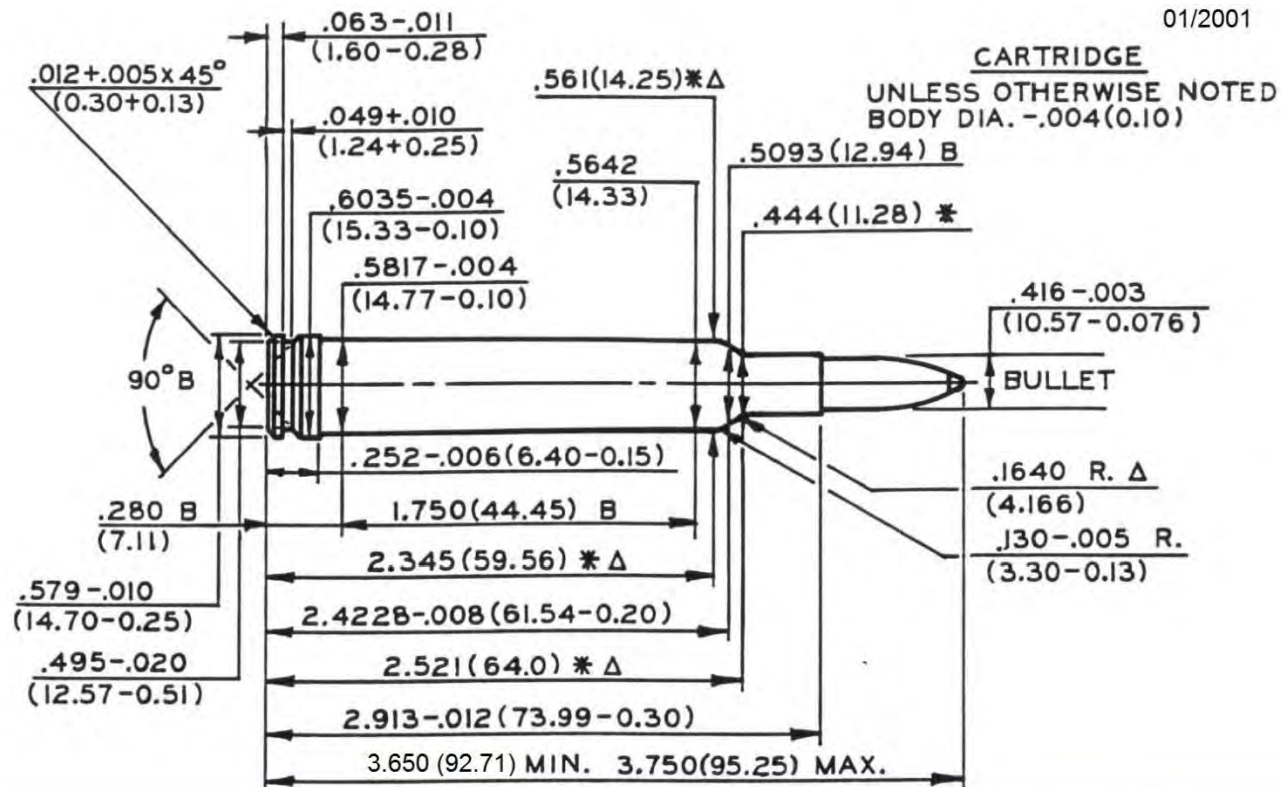 01/2001
CARTRIDGE
UNLESS OTHERWISE NOTED
BODY DIA. -.004(0.10)
.063-.011
(1.60-0.28)
.012+.005x45°
(0.30+0.13)
.049+.010
(1.24+0.25)
.561(14.25)*Δ
.5642
(14.33)
.5093(12.94) B
.444(11.28) *
.6035-.004
(15.33-0.10)
.5817-.004
(14.77-0.10)
.416-.003
(10.57-0.076)
90°B
BULLET
.252-.006(6.40-0.15)
.280 B
(7.11)
1.750(44.45) B
.1640 R. Δ
(4.166)
.130-.005 R.
(3.30-0.13)
2.345(59.56) *Δ
.579-.010
(14.70-0.25)
2.4228-.008(61.54-0.20)
.495-.020
(12.57-0.51)
2.521(64.0) *Δ
2.913-.012(73.99-0.30)
3.650 (92.71) MIN. 3.750(95.25) MAX.